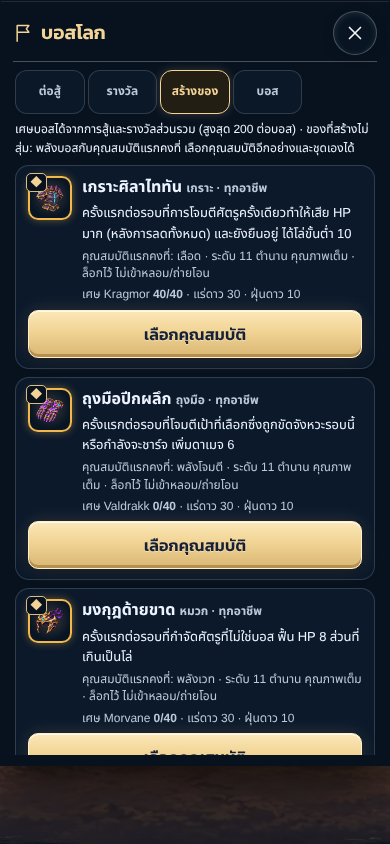 บอสโลก
ต่อสู้
รางวัล
สร้างของ
บอส
เศษบอสได้จากการสู้และรางวัลส่วนรวม (สูงสุด 200 ต่อบอส) · ของที่สร้างไม่
สุ่ม: พลังบอสกับคุณสมบัติแรกคงที่ เลือกคุณสมบัติอีกอย่างและชุดเองได้
เกราะศิลาไททัน เกราะ · ทุกอาชีพ
ครั้งแรกต่อรอบที่การโจมตีศัตรูครั้งเดียวทำให้เสีย HP
มาก (หลังการลดทั้งหมด) และยังยืนอยู่ ได้โล่ขั้นต่ำ 10
คุณสมบัติแรกคงที่: เลือด · ระดับ 11 ตำนาน คุณภาพเต็ม ·
ล็อกไว้ ไม่เข้าหลอม/ถ่ายโอน
เศษ Kragmor 40/40 · แร่ดาว 30 · ฝุ่นดาว 10
เลือกคุณสมบัติ
ถุงมือปีกผลึก ถุงมือ · ทุกอาชีพ
ครั้งแรกต่อรอบที่โจมตีเป้าที่เลือกซึ่งถูกขัดจังหวะรอบนี้
หรือกำลังจะชาร์จ เพิ่มดาเมจ 6
คุณสมบัติแรกคงที่: พลังโจมตี · ระดับ 11 ตำนาน คุณภาพ
เต็ม · ล็อกไว้ ไม่เข้าหลอม/ถ่ายโอน
เศษ Valdrakk 0/40 · แร่ดาว 30 · ฝุ่นดาว 10
เลือกคุณสมบัติ
มงกุฎด้ายขาด หมวก · ทุกอาชีพ
ครั้งแรกต่อรอบที่กำจัดศัตรูที่ไม่ใช่บอส ฟื้น HP 8 ส่วนที่
เกินเป็นโล่
คุณสมบัติแรกคงที่: พลังเวท · ระดับ 11 ตำนาน คุณภาพเต็ม
· ล็อกไว้ ไม่เข้าหลอม/ถ่ายโอน
เศษ Morvane 0/40 · แร่ดาว 30 · ฝุ่นดาว 10